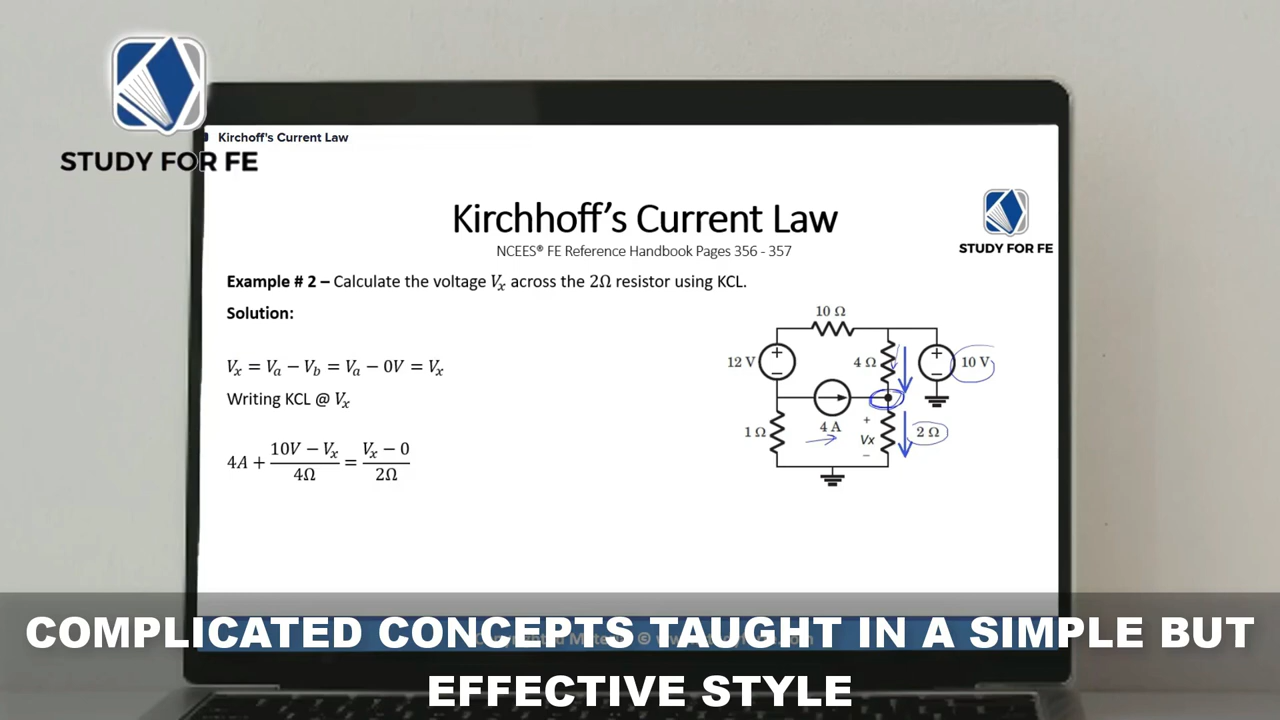 STUDY FOR FE
Kirchoff's Current Law
Kirchhoff’s Current Law
NCEES® FE Reference Handbook Pages 356 - 357
STUDY FOR FE
Example # 2 – Calculate the voltage Vx across the 2Ω resistor using KCL.
Solution:
Vx = Va − Vb = Va − 0V = Vx
Writing KCL @ Vx
4A + (10V − Vx)/4Ω = (Vx − 0)/2Ω
10 Ω
12 V
4 Ω
+
−
+
−
10 V
4 A
1 Ω
+
Vx
−
2 Ω
COMPLICATED CONCEPTS TAUGHT IN A SIMPLE BUT
EFFECTIVE STYLE